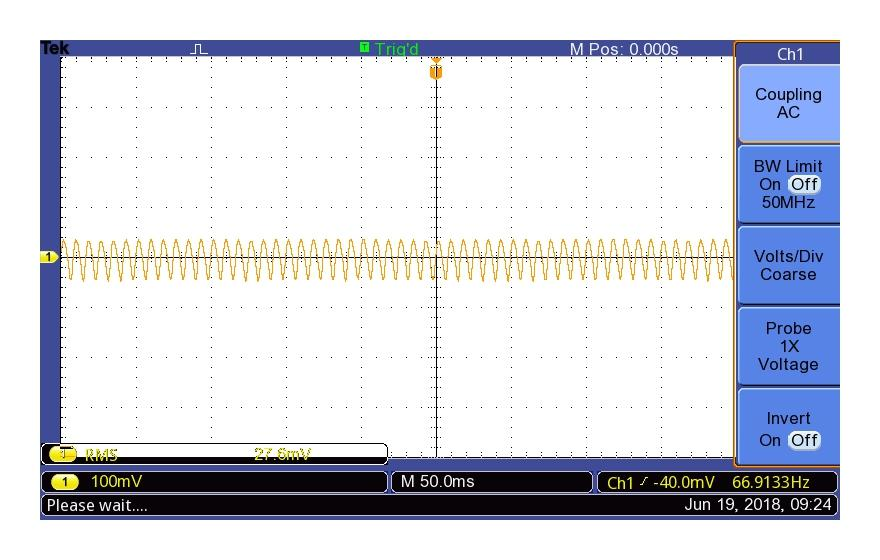 Tek T Trig'd M Pos: 0.000s
Ch1
T
Coupling
AC
BW Limit
On Off
50MHz
1
Volts/Div
Coarse
Probe
1X
Voltage
Invert
On Off
1 RMS 27.6mV
1 100mV M 50.0ms Ch1 -40.0mV 66.9133Hz
Please wait.... Jun 19, 2018, 09:24